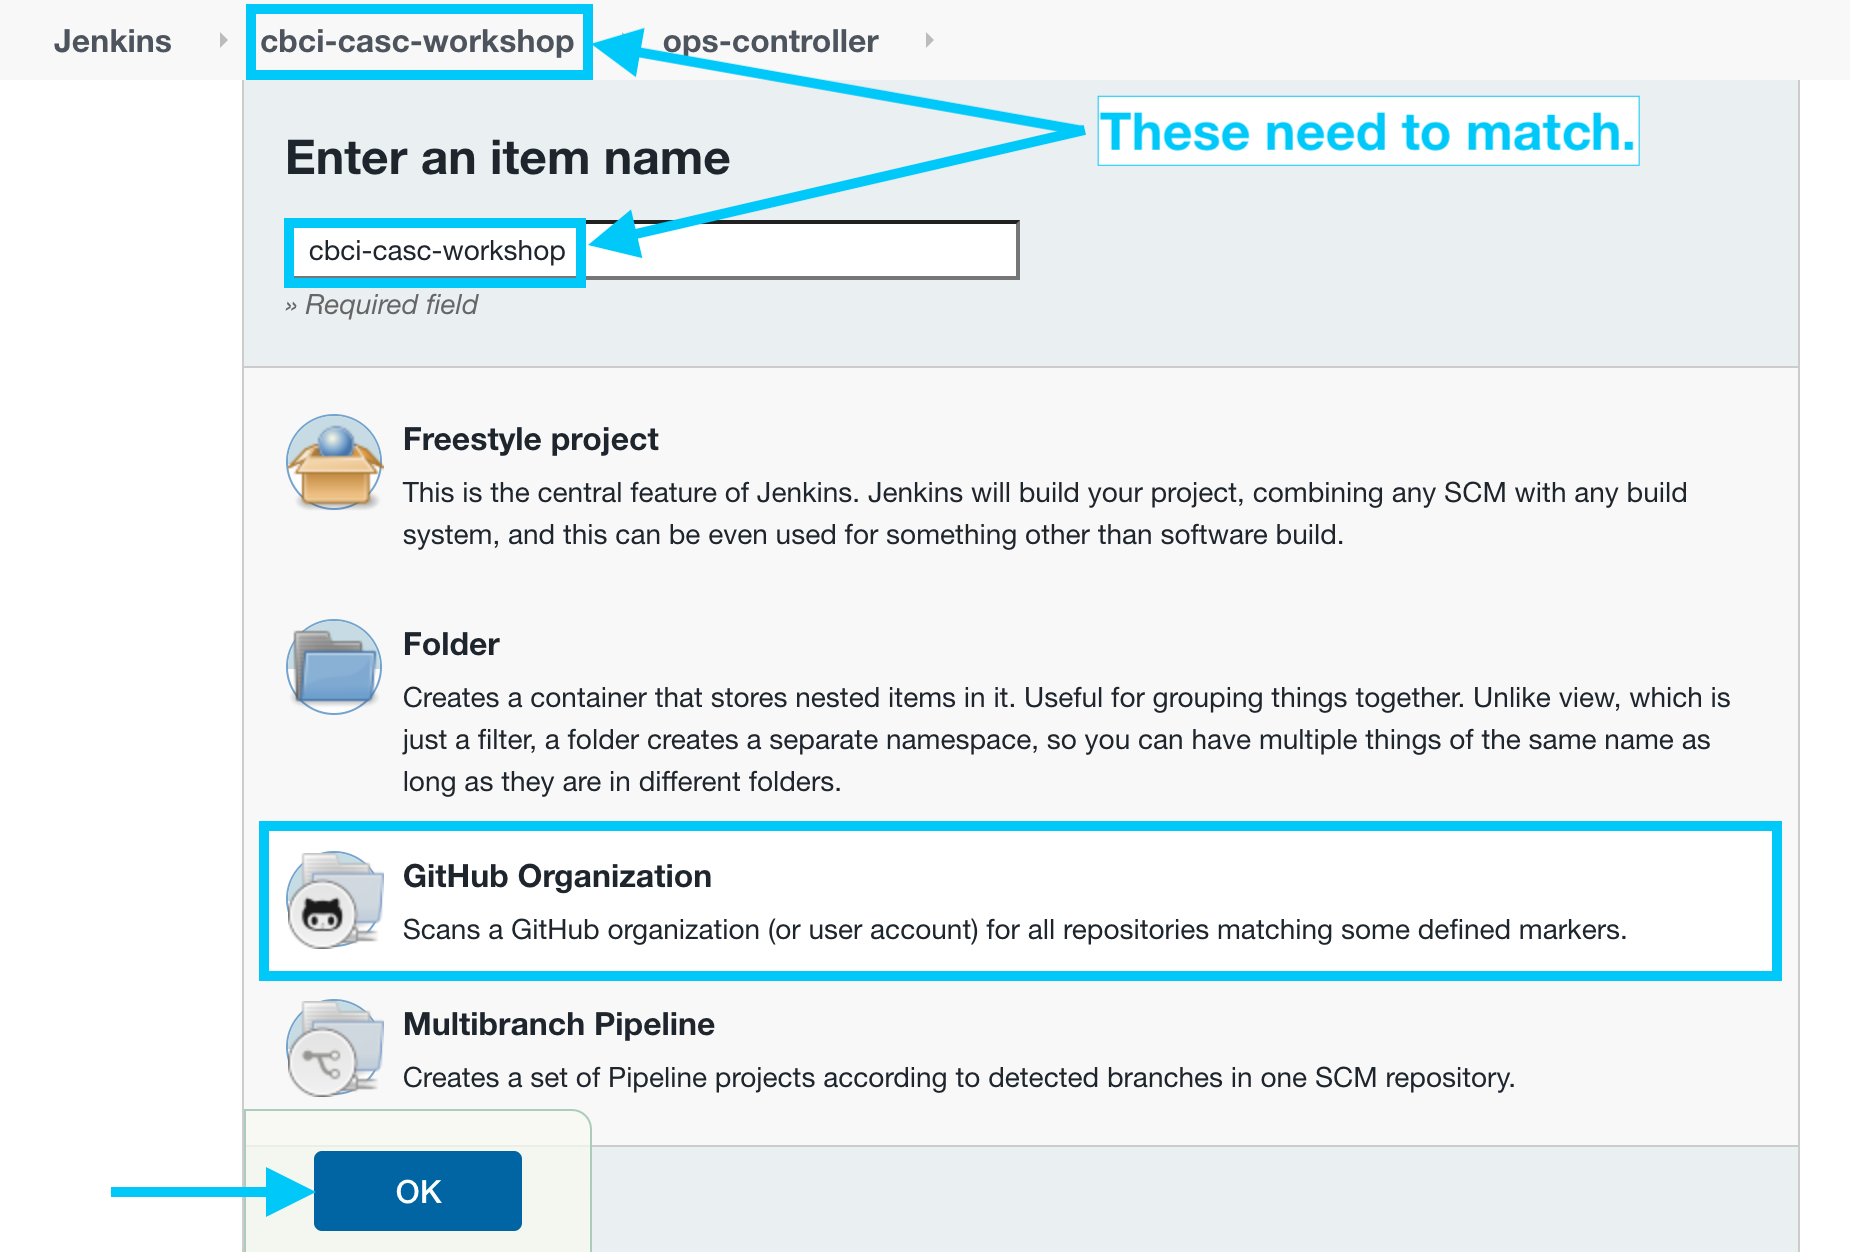 Jenkins cbci-casc-workshop ops-controller
These need to match.
Enter an item name
cbci-casc-workshop
» Required field
Freestyle project
This is the central feature of Jenkins. Jenkins will build your project, combining any SCM with any build
system, and this can be even used for something other than software build.
Folder
Creates a container that stores nested items in it. Useful for grouping things together. Unlike view, which is
just a filter, a folder creates a separate namespace, so you can have multiple things of the same name as
long as they are in different folders.
GitHub Organization
Scans a GitHub organization (or user account) for all repositories matching some defined markers.
Multibranch Pipeline
Creates a set of Pipeline projects according to detected branches in one SCM repository.
OK